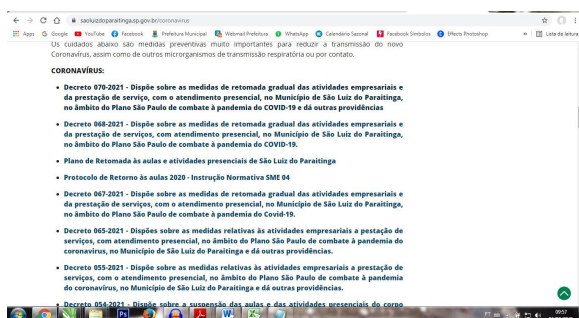 saoluizdoparaitinga.sp.gov.br/coronavirus
Apps Google YouTube Facebook Prefeitura Municipal Webmail Prefeitura WhatsApp Calendário Sazonal Facebook Símbolos Effects Photoshop » Lista de leitura
Os cuidados abaixo são medidas preventivas muito importantes para reduzir a transmissão do novo
Coronavírus, assim como de outros microrganismos de transmissão respiratória ou por contato.
CORONAVÍRUS:
• Decreto 070-2021 - Dispõe sobre as medidas de retomada gradual das atividades empresariais e
da prestação de serviço, com o atendimento presencial, no Município de São Luiz do Paraitinga,
no âmbito do Plano São Paulo de combate à pandemia do COVID-19 e dá outras providências
• Decreto 068-2021 - Dispõe sobre as medidas de retomada gradual das atividades empresariais e
da prestação de serviço, com atendimento presencial, no Município de São Luiz do Paraitinga,
no âmbito do Plano São Paulo de combate à pandemia do COVID-19.
• Plano de Retomada às aulas e atividades presenciais de São Luiz do Paraitinga
• Protocolo de Retorno às aulas 2020 - Instrução Normativa SME 04
• Decreto 067-2021 - Dispõe sobre as medidas de retomada gradual das atividades empresariais e
da prestação de serviço, com o atendimento presencial, no Município de São Luiz do Paraitinga,
no âmbito do Plano São Paulo de combate à pandemia do Covid-19.
• Decreto 065-2021 - Dispões sobre as medidas relativas às atividades empresariais a pestação de
serviços, com atendimento presencial, no âmbito do Plano São Paulo de combate à pandemia do
coronavirus, no Município de São Luiz do Paraitinga e dá outras providências.
• Decreto 055-2021 - Dispõe sobre as medidas relativas às atividades empresariais a prestação de
serviços, com atendimento presencial, no âmbito do Plano São Paulo de combate à pandemia
do coronavírus, no Município de São Luiz do Paraitinga e dá outras providências.
• Decreto 054-2021 - Dispõe sobre a suspensão das aulas e das atividades presenciais do corpo
PT 09:57